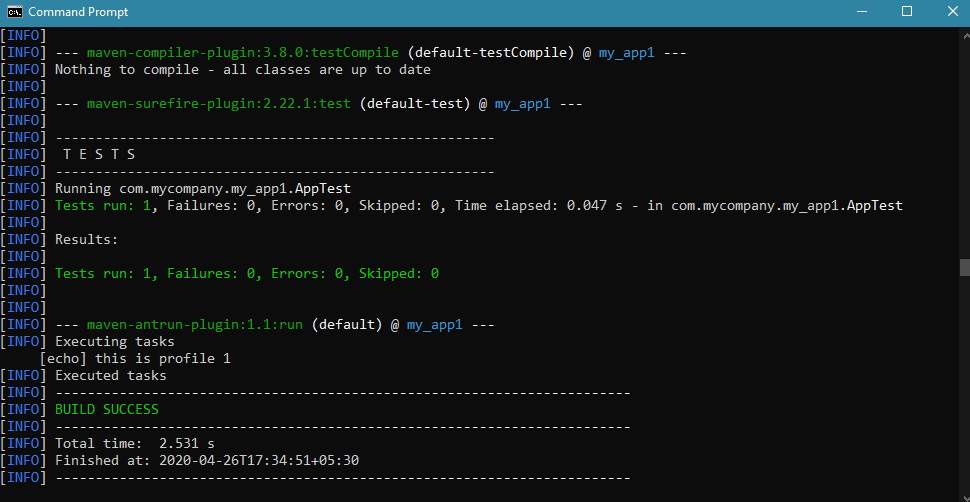 Command Prompt
[INFO]
[INFO] --- maven-compiler-plugin:3.8.0:testCompile (default-testCompile) @ my_app1 ---
[INFO] Nothing to compile - all classes are up to date
[INFO]
[INFO] --- maven-surefire-plugin:2.22.1:test (default-test) @ my_app1 ---
[INFO]
[INFO] -------------------------------------------------------
[INFO]  T E S T S
[INFO] -------------------------------------------------------
[INFO] Running com.mycompany.my_app1.AppTest
[INFO] Tests run: 1, Failures: 0, Errors: 0, Skipped: 0, Time elapsed: 0.047 s - in com.mycompany.my_app1.AppTest
[INFO]
[INFO] Results:
[INFO]
[INFO] Tests run: 1, Failures: 0, Errors: 0, Skipped: 0
[INFO]
[INFO]
[INFO] --- maven-antrun-plugin:1.1:run (default) @ my_app1 ---
[INFO] Executing tasks
     [echo] this is profile 1
[INFO] Executed tasks
[INFO] ------------------------------------------------------------------------
[INFO] BUILD SUCCESS
[INFO] ------------------------------------------------------------------------
[INFO] Total time:  2.531 s
[INFO] Finished at: 2020-04-26T17:34:51+05:30
[INFO] ------------------------------------------------------------------------